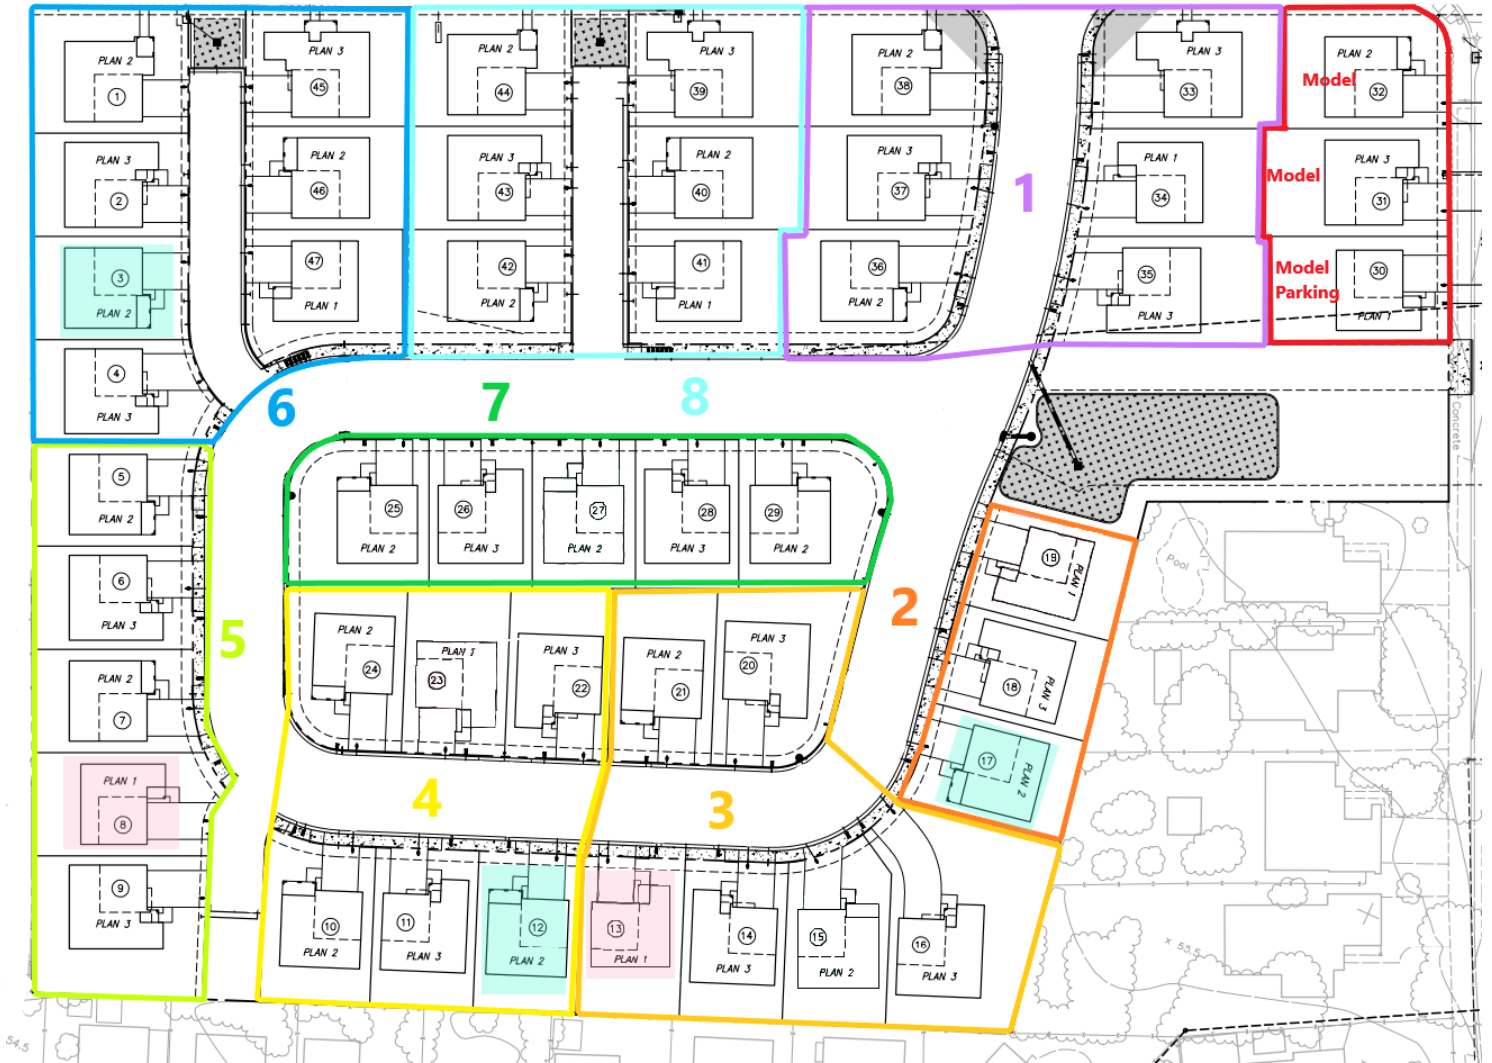 PLAN 2
1
PLAN 3
45
PLAN 2
44
PLAN 3
39
PLAN 2
38
PLAN 3
33
Model
PLAN 2
32
PLAN 3
2
PLAN 2
46
PLAN 3
43
PLAN 2
40
PLAN 3
37
1
PLAN 1
34
Model
PLAN 3
31
3
PLAN 2
47
PLAN 1
42
PLAN 2
41
PLAN 1
36
PLAN 2
35
PLAN 3
Model
Parking
30
PLAN 1
4
PLAN 3
6
7
8
Concrete
5
PLAN 2
25
PLAN 2
26
PLAN 3
27
PLAN 2
28
PLAN 3
29
PLAN 2
19
PLAN 1
Pool
6
PLAN 3
5
2
PLAN 2
24
PLAN 1
23
PLAN 3
22
PLAN 2
21
PLAN 3
20
18
PLAN 3
PLAN 2
7
17
PLAN 2
PLAN 1
8
4
3
9
PLAN 3
10
PLAN 2
11
PLAN 3
12
PLAN 2
13
PLAN 1
14
PLAN 3
15
PLAN 2
16
PLAN 3
x 53.5
54.5